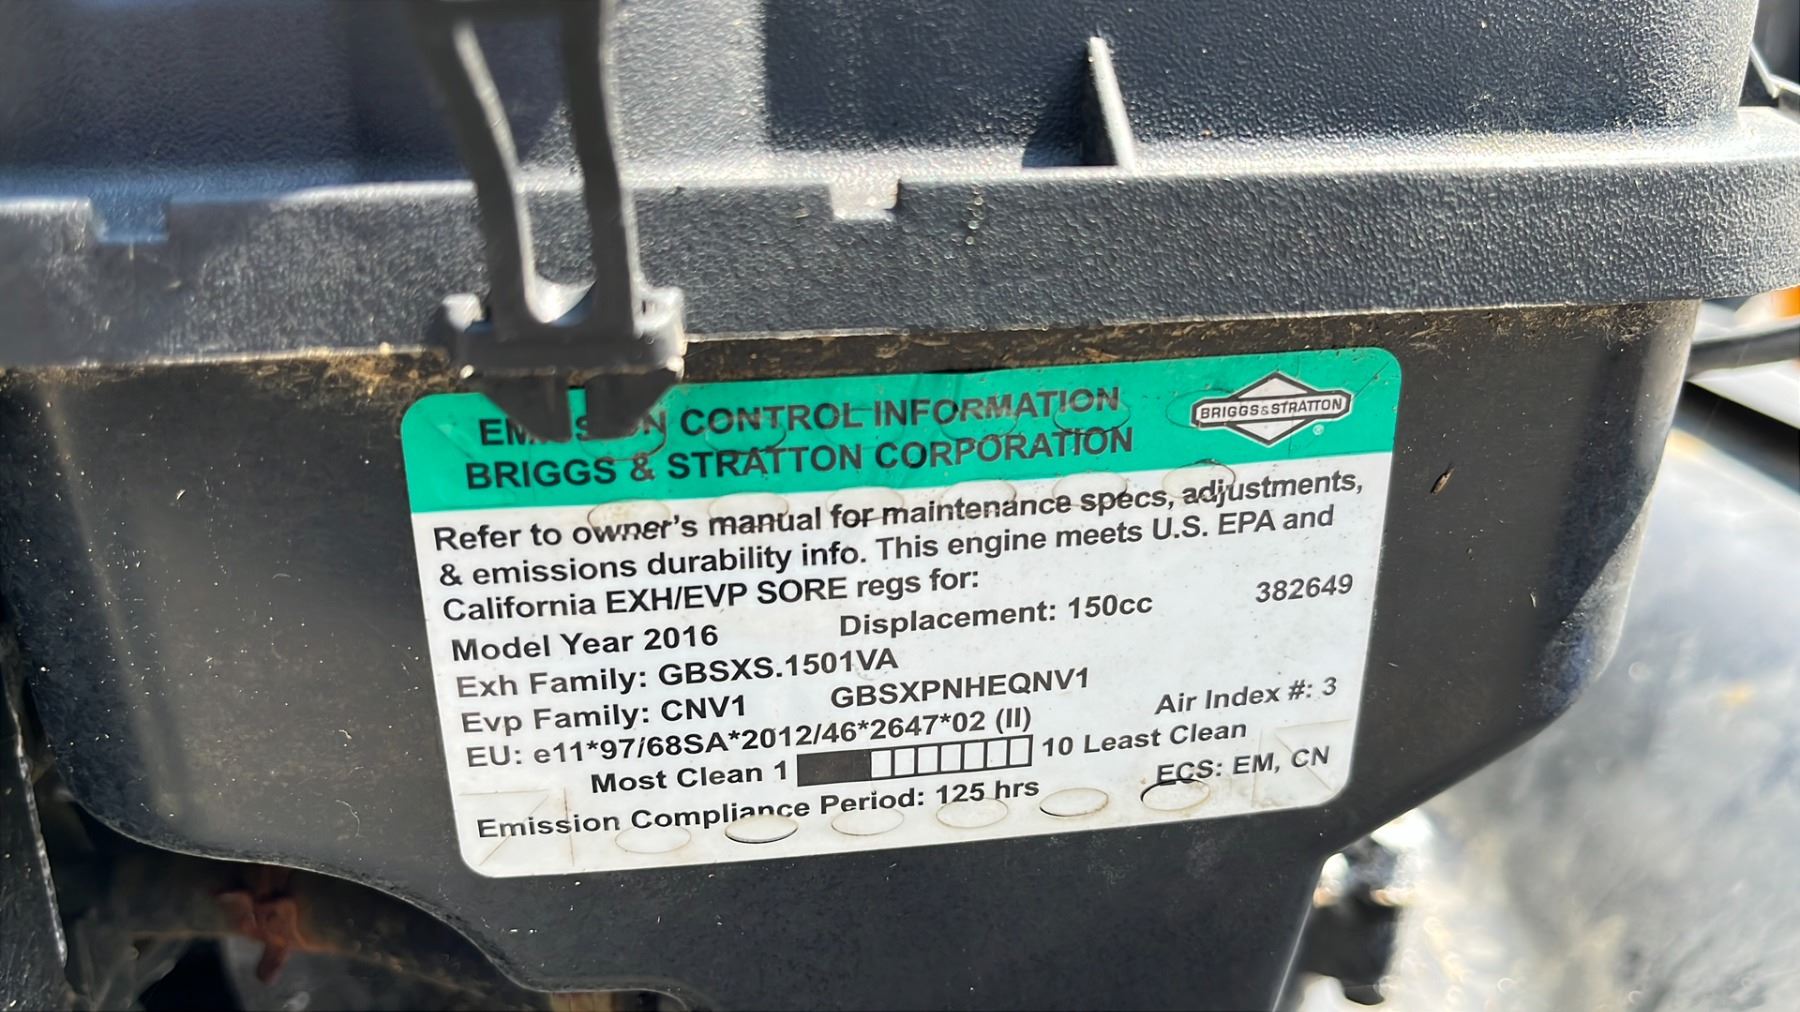 CONTROL INFORMATION
BRIGGS & STRATTON CORPORATION
BRIGGS&STRATTON
®
Refer to owner's manual for maintenance specs, adjustments,
& emissions durability info. This engine meets U.S. EPA and
California EXH/EVP SORE regs for:
Model Year 2016 Displacement: 150cc 382649
Exh Family: GBSXS.1501VA
Evp Family: CNV1 GBSXPNHEQNV1
EU: e11*97/68SA*2012/46*2647*02 (II) Air Index #: 3
Most Clean 1 10 Least Clean
Emission Compliance Period: 125 hrs ECS: EM, CN